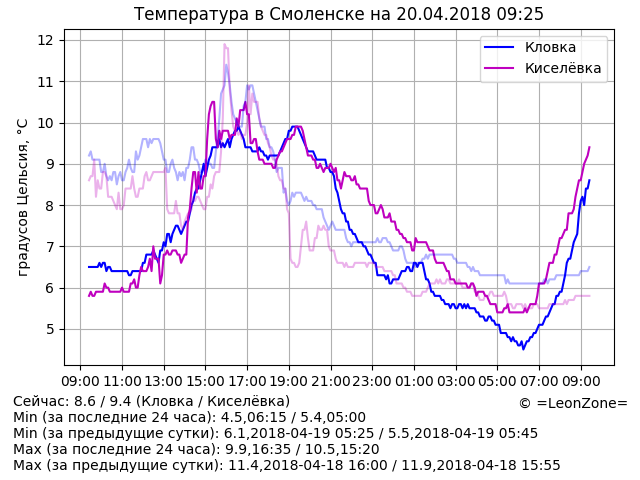 Температура в Смоленске на 20.04.2018 09:25
Кловка
Киселёвка
градусов Цельсия, °C
12
11
10
9
8
7
6
5
09:00 11:00 13:00 15:00 17:00 19:00 21:00 23:00 01:00 03:00 05:00 07:00 09:00
Сейчас: 8.6 / 9.4 (Кловка / Киселёвка)
© =LeonZone=
Min (за последние 24 часа): 4.5,06:15 / 5.4,05:00
Min (за предыдущие сутки): 6.1,2018-04-19 05:25 / 5.5,2018-04-19 05:45
Max (за последние 24 часа): 9.9,16:35 / 10.5,15:20
Max (за предыдущие сутки): 11.4,2018-04-18 16:00 / 11.9,2018-04-18 15:55